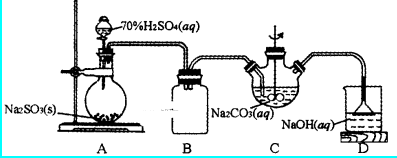 70%H₂SO₄(aq)
Na₂SO₃(s)
Na₂CO₃(aq)
NaOH(aq)
A
B
C
D